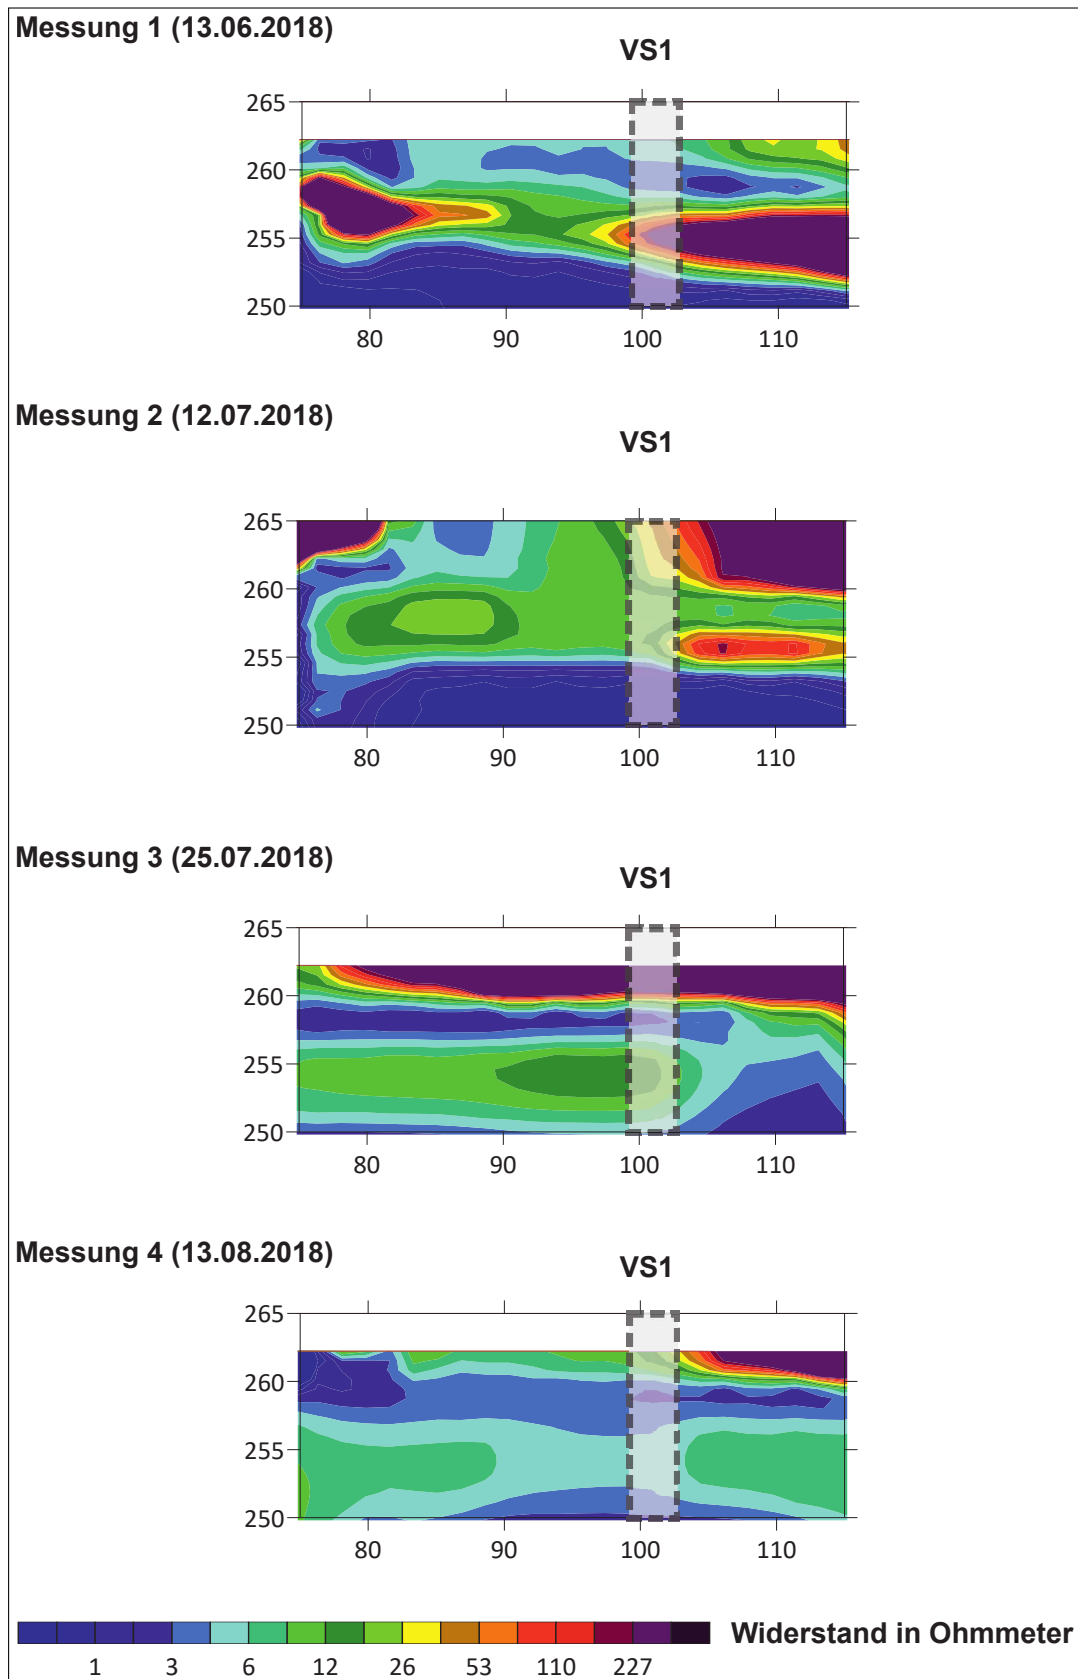 Messung 1 (13.06.2018)
VS1
265
260
255
250
80 90 100 110
Messung 2 (12.07.2018)
VS1
265
260
255
250
80 90 100 110
Messung 3 (25.07.2018)
VS1
265
260
255
250
80 90 100 110
Messung 4 (13.08.2018)
VS1
265
260
255
250
80 90 100 110
Widerstand in Ohmmeter
1 3 6 12 26 53 110 227